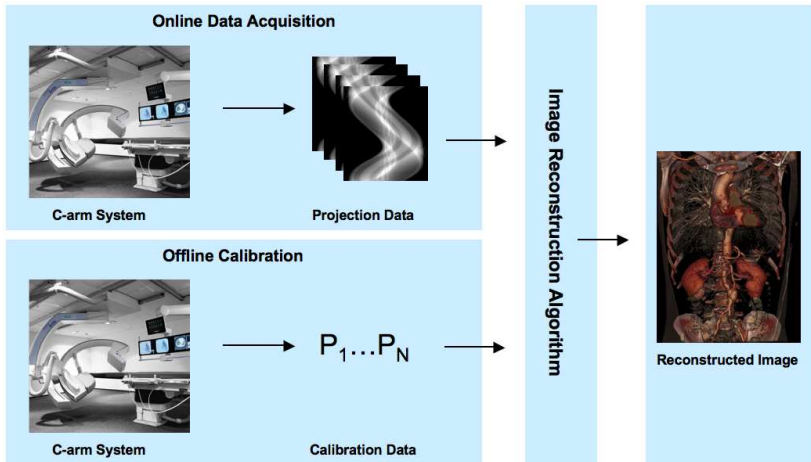 Online Data Acquisition
C-arm System
Projection Data
Offline Calibration
P1...PN
C-arm System
Calibration Data
Image Reconstruction Algorithm
Reconstructed Image